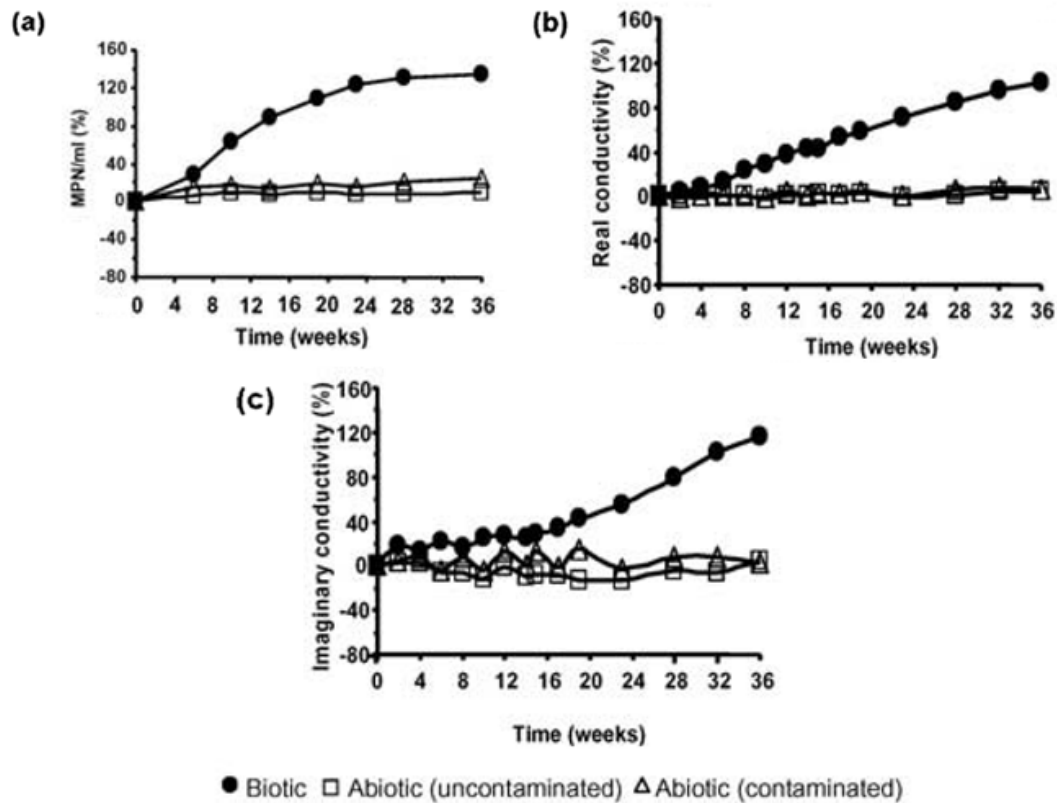 (a)
MPN/ml (%)
160
120
80
40
0
-40
-80
0 4 8 12 16 20 24 28 32 36
Time (weeks)
(b)
Real conductivity (%)
160
120
80
40
0
-40
-80
0 4 8 12 16 20 24 28 32 36
Time (weeks)
(c)
Imaginary conductivity (%)
160
120
80
40
0
-40
-80
0 4 8 12 16 20 24 28 32 36
Time (weeks)
Biotic Abiotic (uncontaminated) Abiotic (contaminated)